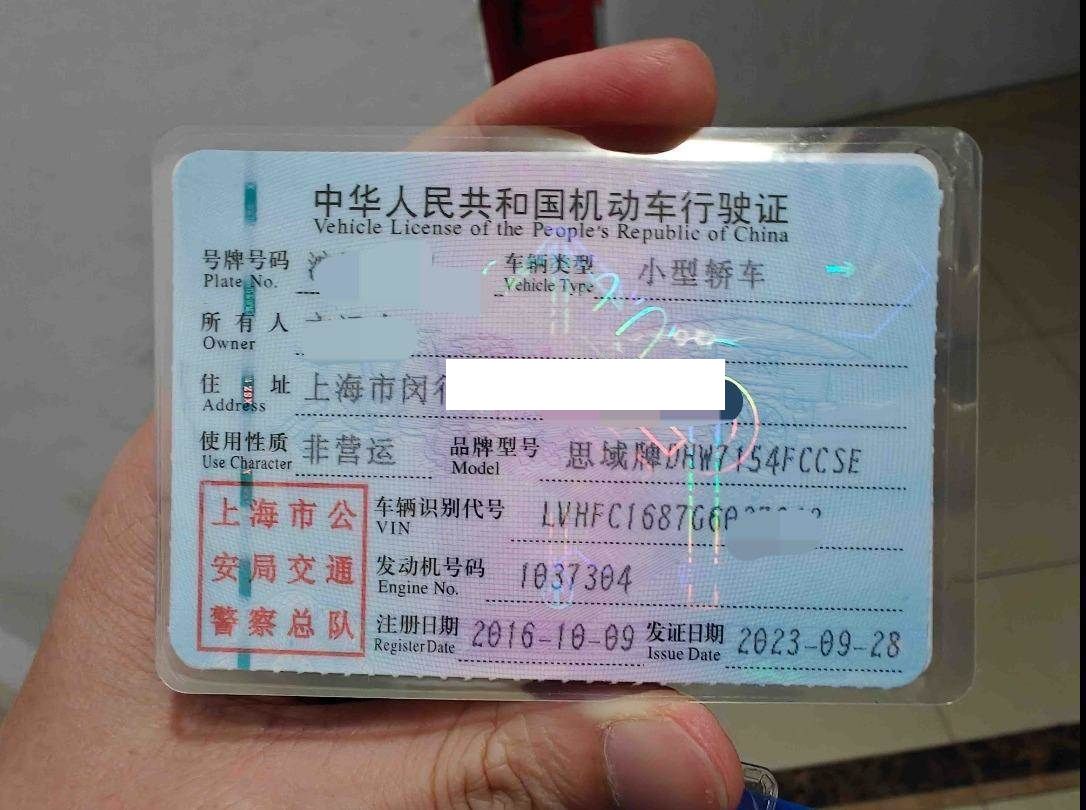 中华人民共和国机动车行驶证
Vehicle License of the People's Republic of China
号牌号码
Plate No.
车辆类型 小型轿车
Vehicle Type
所有人
Owner
住址 上海市闵
Address
使用性质 非营运
Use Character
品牌型号 思域牌DHW7154FCCSE
Model
上海市公
安局交通
警察总队
车辆识别代号 LVHFC1687G6
VIN
发动机号码 1037304
Engine No.
注册日期 2016-10-09
Register Date
发证日期 2023-09-28
Issue Date